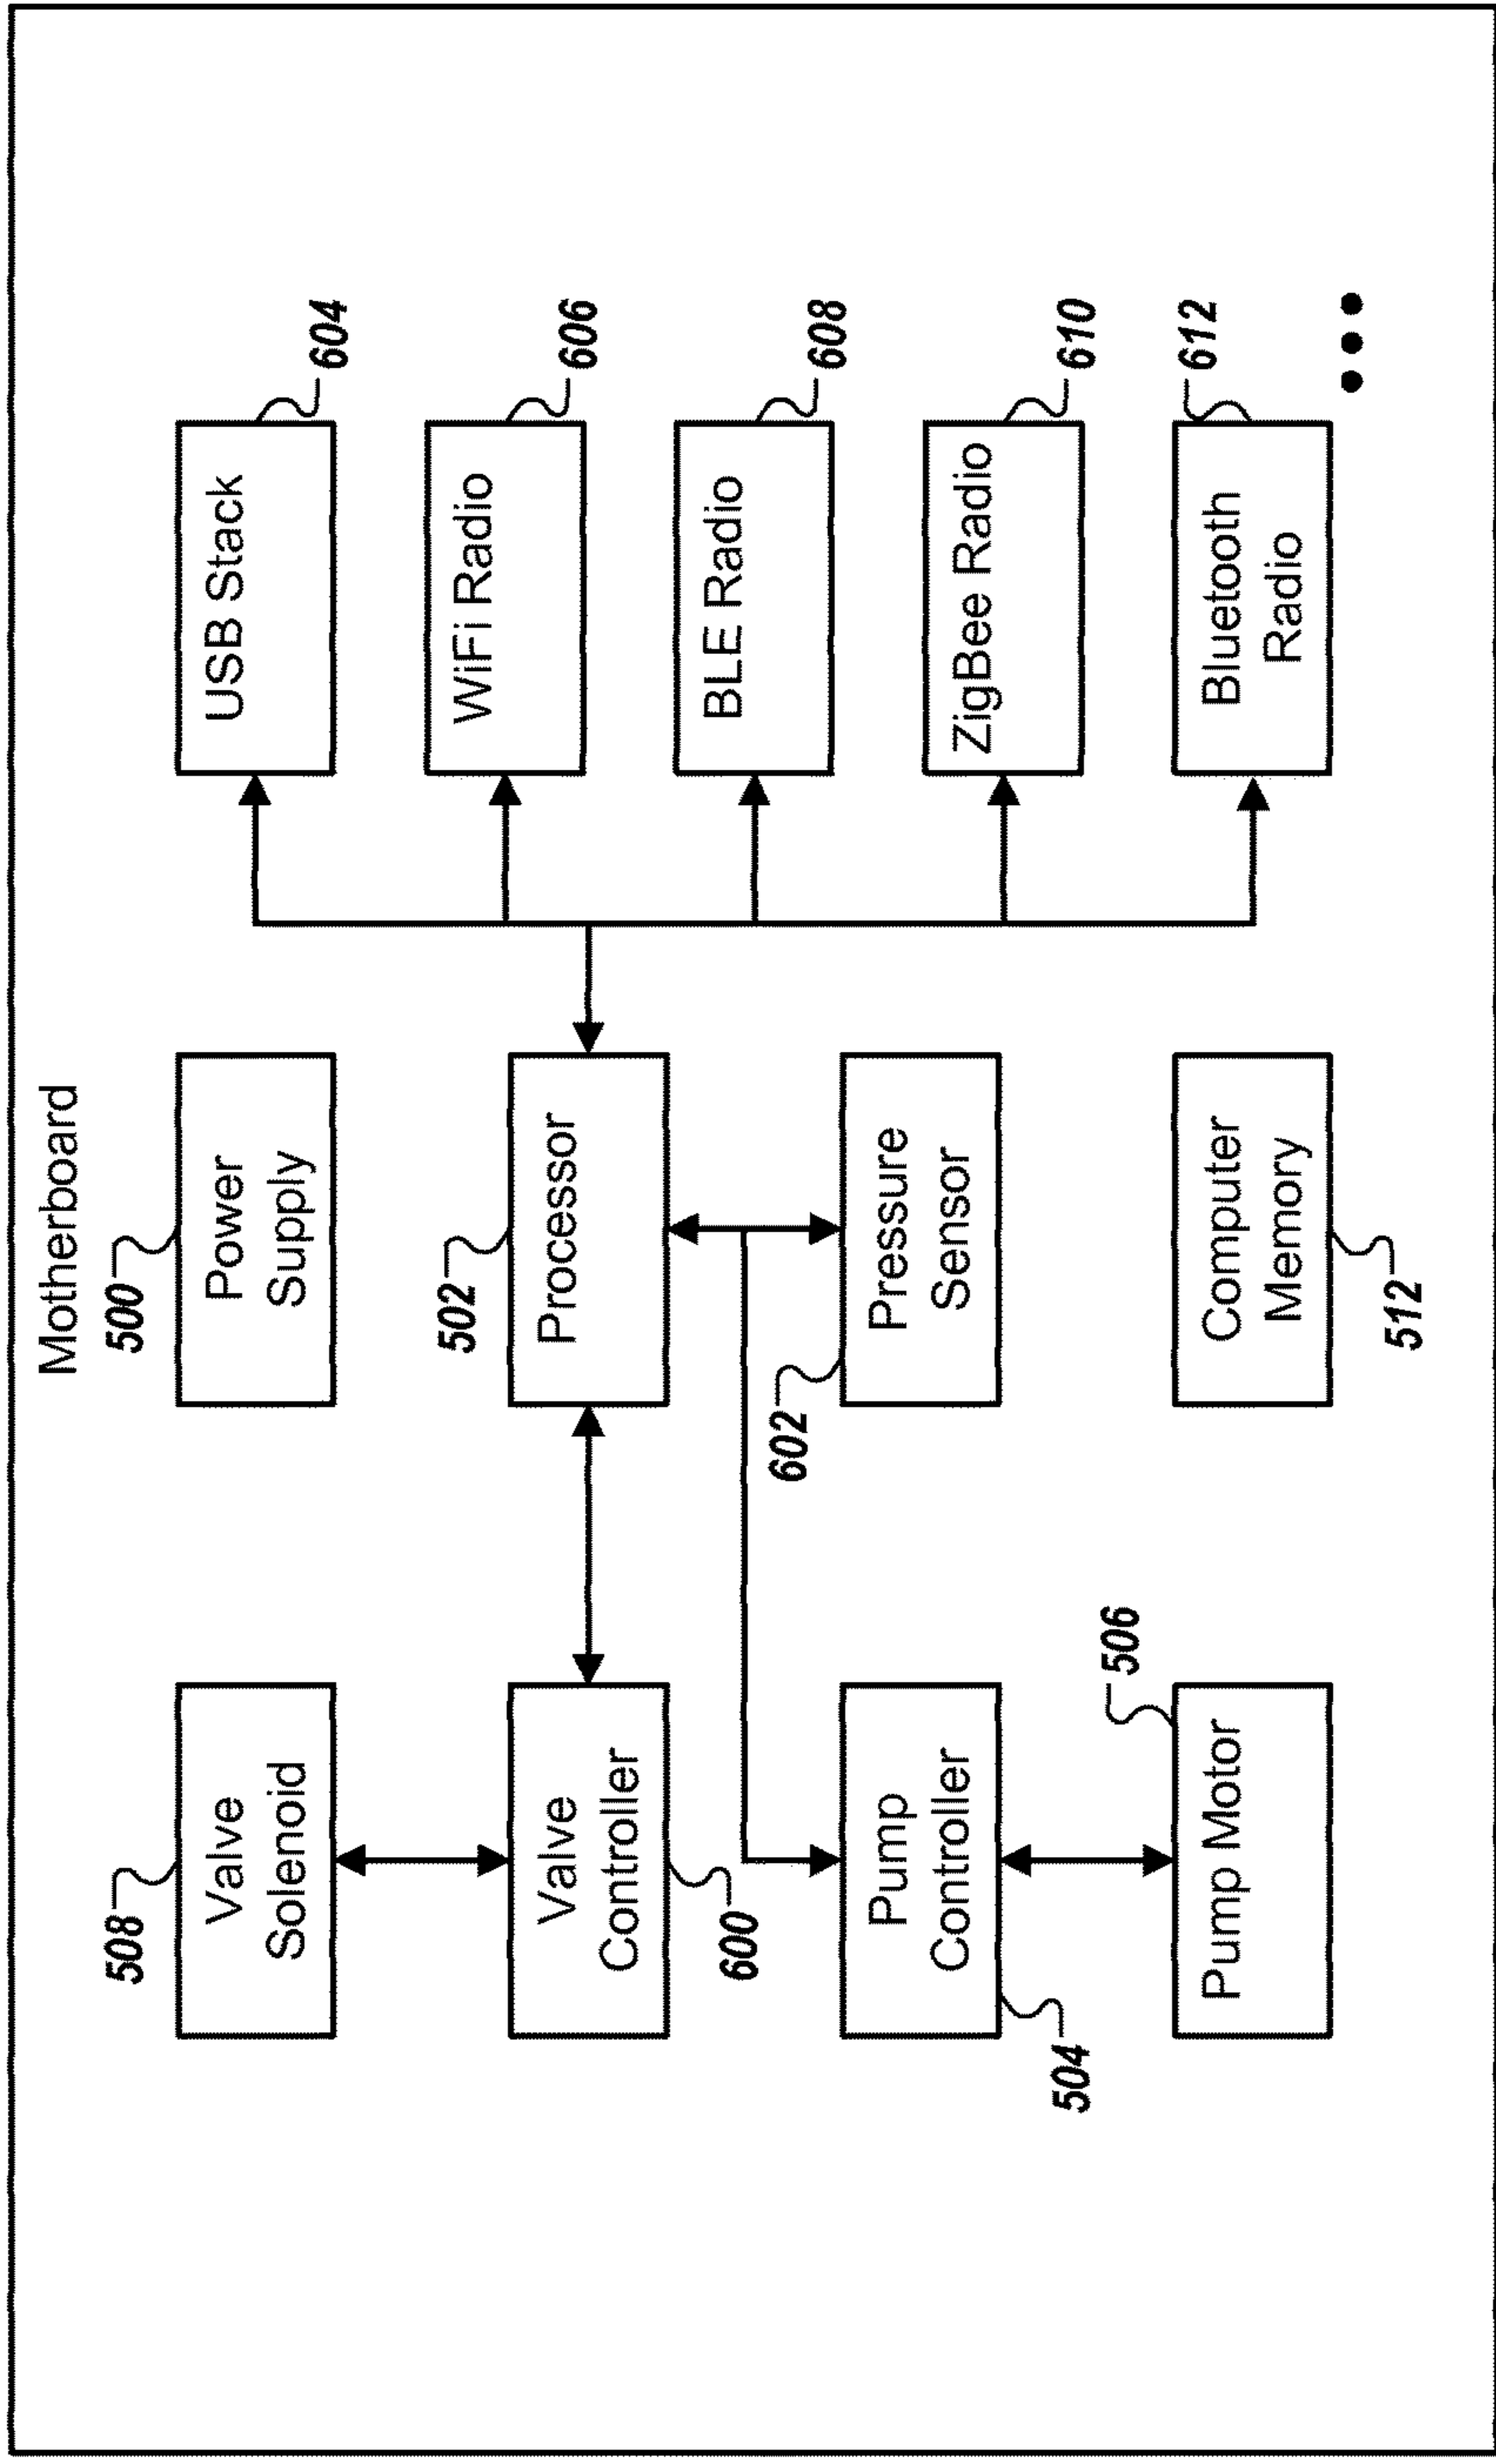 Motherboard
508
Valve
Solenoid
500
Power
Supply
USB Stack
604
WiFi Radio
606
Valve
Controller
600
502
Processor
BLE Radio
608
Pump
Controller
504
602
Pressure
Sensor
ZigBee Radio
610
Pump Motor
506
Computer
Memory
512
Bluetooth
Radio
612
•••